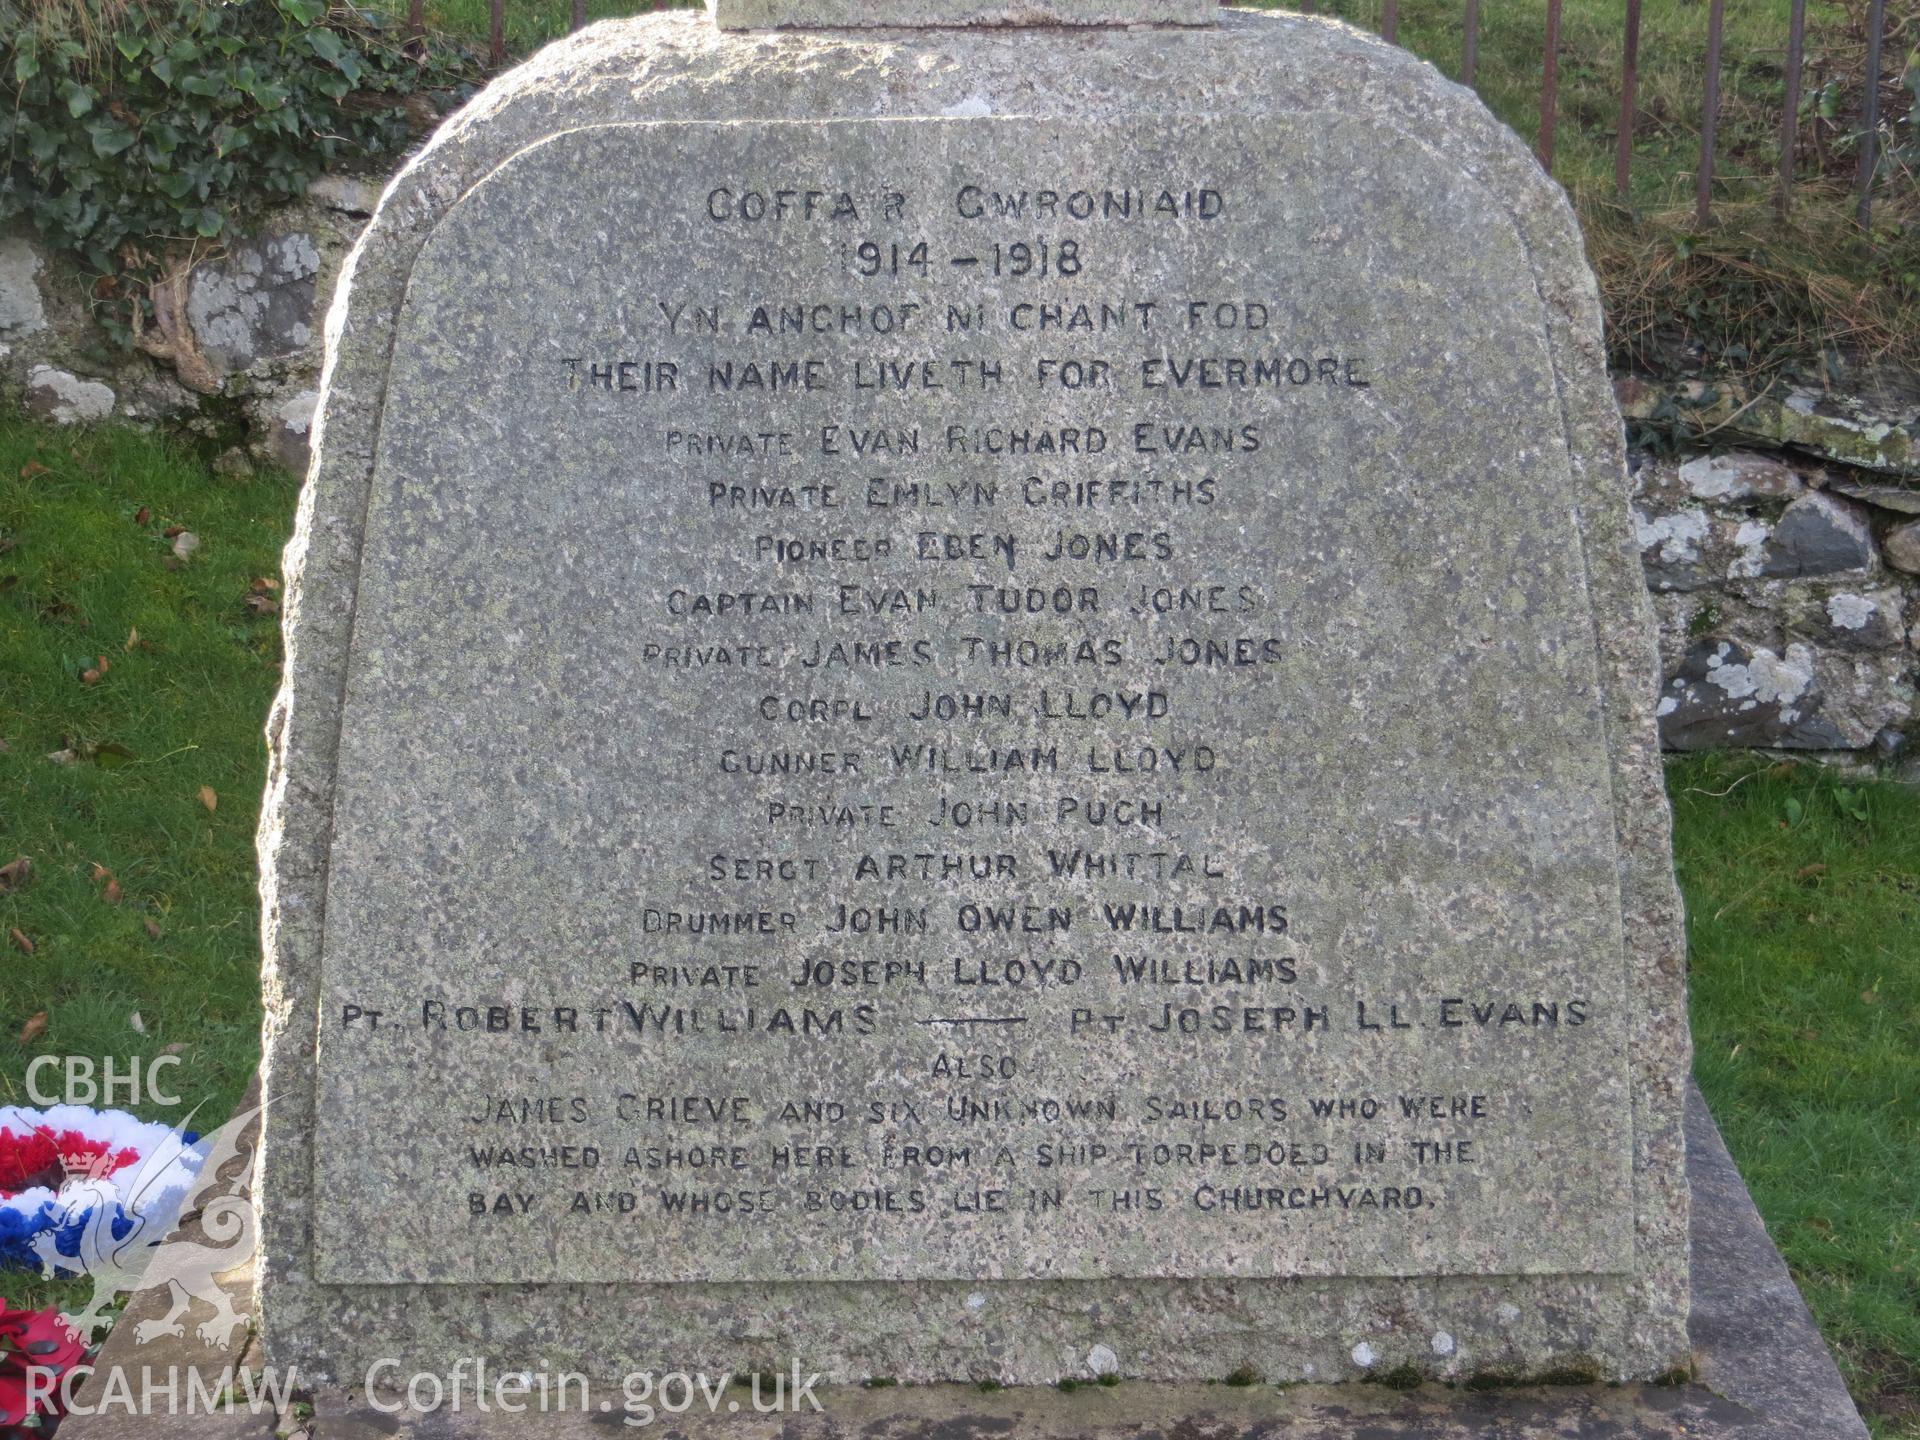 COFFA'R GWRONIAID
1914 – 1918
YN ANGHOF NI CHANT FOD
THEIR NAME LIVETH FOR EVERMORE
PRIVATE EVAN RICHARD EVANS
PRIVATE EMLYN GRIFFITHS
PIONEER EBEN JONES
CAPTAIN EVAN TUDOR JONES
PRIVATE JAMES THOMAS JONES
CORPL JOHN LLOYD
GUNNER WILLIAM LLOYD
PRIVATE JOHN PUGH
SERGT ARTHUR WHITTAL
DRUMMER JOHN OWEN WILLIAMS
PRIVATE JOSEPH LLOYD WILLIAMS
PT. ROBERT WILLIAMS — PT JOSEPH LL. EVANS
ALSO
JAMES GRIEVE AND SIX UNKNOWN SAILORS WHO WERE
WASHED ASHORE HERE FROM A SHIP TORPEDOED IN THE
BAY AND WHOSE BODIES LIE IN THIS CHURCHYARD.
CBHC
RCAHMW Coflein.gov.uk